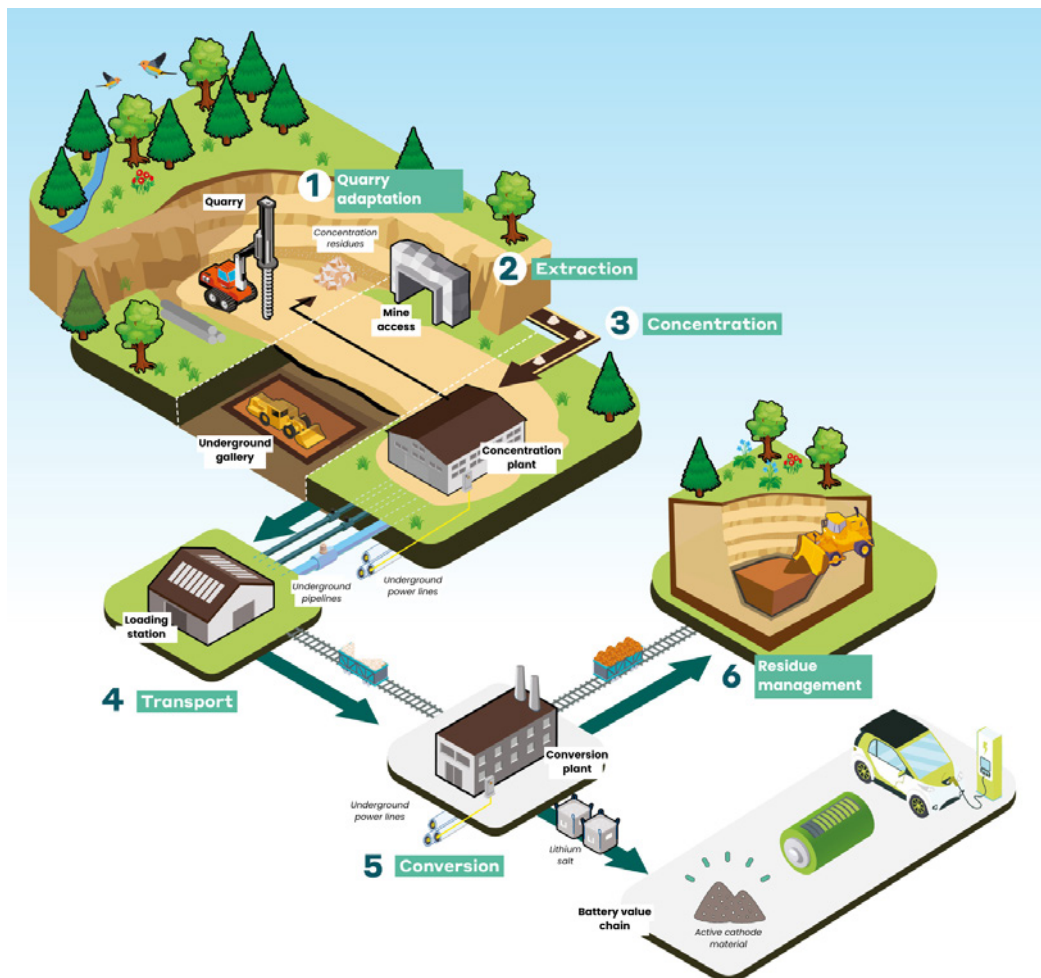 1
Quarry
adaptation
Quarry
Concentration
residues
2
Extraction
Mine
access
3
Concentration
Underground
gallery
Concentration
plant
Underground
pipelines
Underground
power lines
Loading
station
4
Transport
6
Residue
management
Conversion
plant
Underground
power lines
5
Conversion
Lithium
salt
Battery value
chain
Active cathode
material